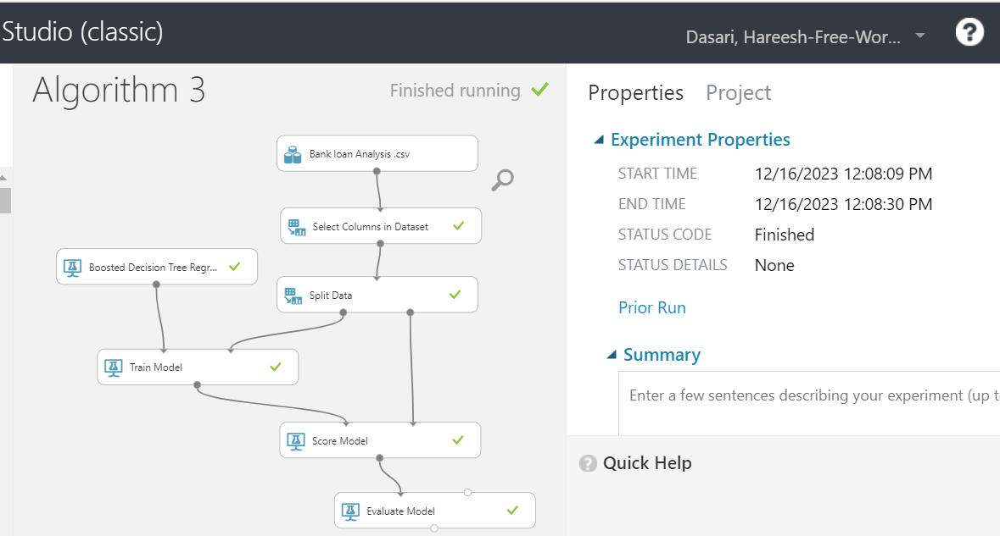 Studio (classic)
Dasari, Hareesh-Free-Wor...
?
Algorithm 3
Finished running
Bank loan Analysis .csv
Select Columns in Dataset
Boosted Decision Tree Regr...
Split Data
Train Model
Score Model
Evaluate Model
Properties Project
Experiment Properties
START TIME 12/16/2023 12:08:09 PM
END TIME 12/16/2023 12:08:30 PM
STATUS CODE Finished
STATUS DETAILS None
Prior Run
Summary
Enter a few sentences describing your experiment (up t
? Quick Help